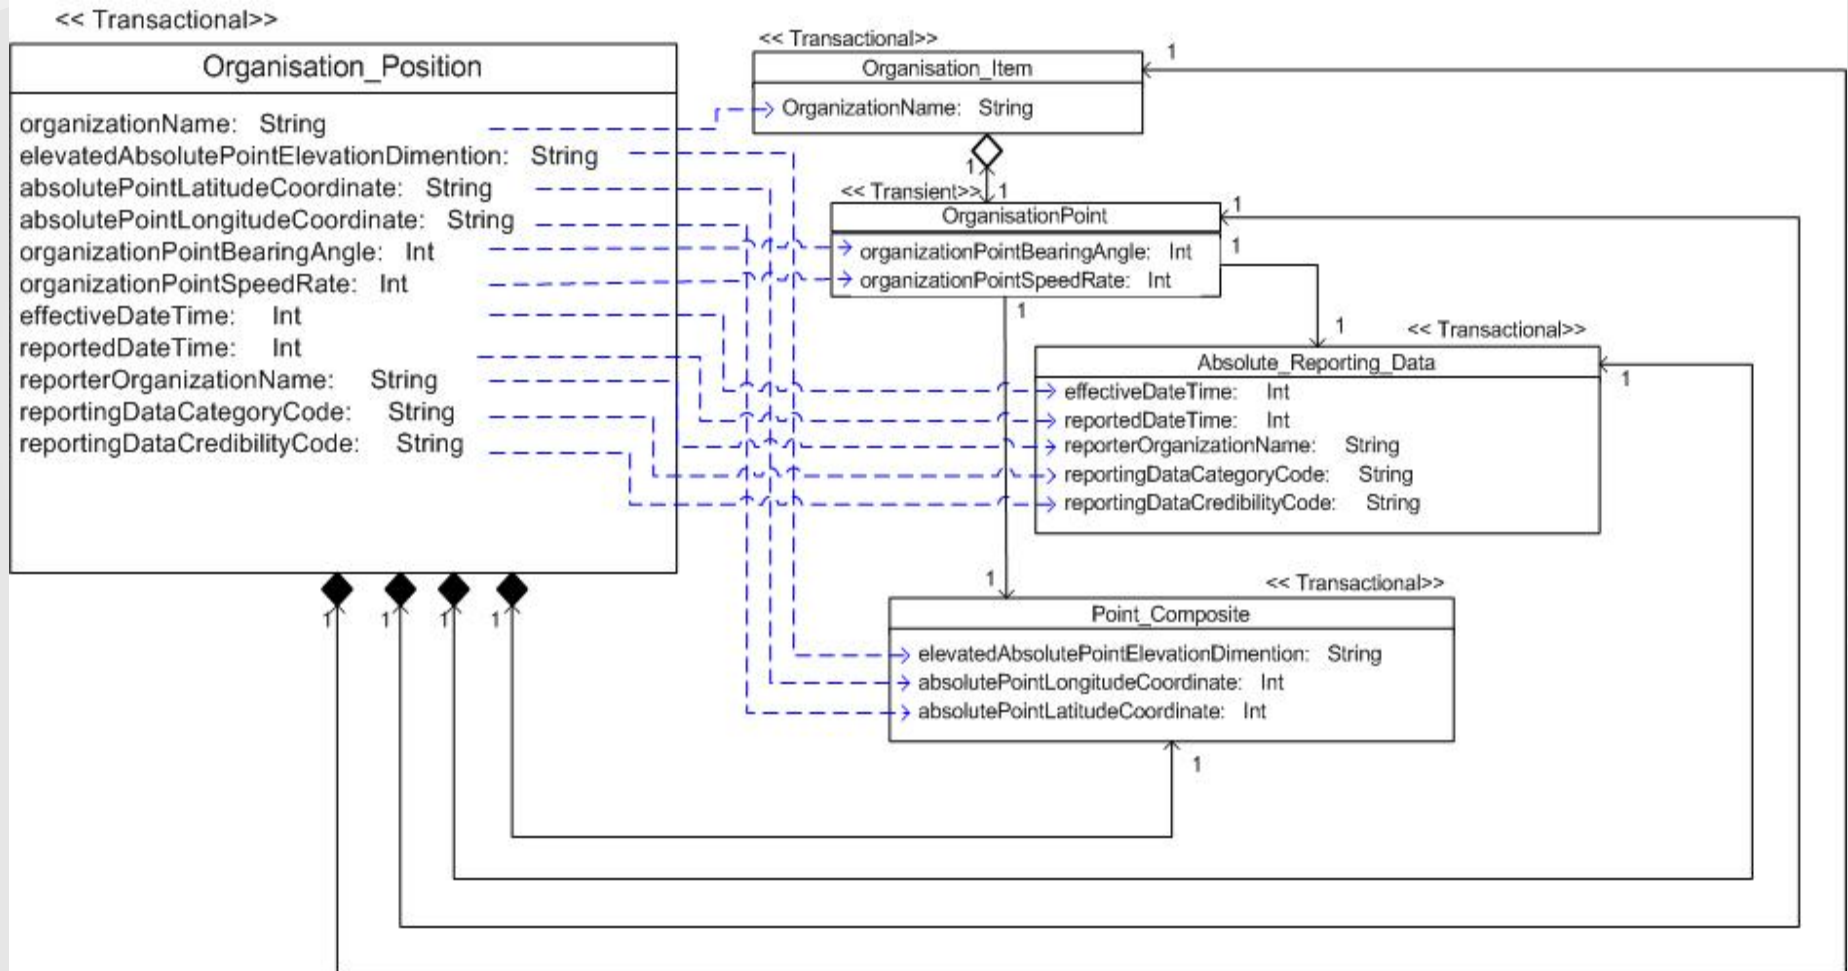 << Transactional>>
Organisation_Position
organizationName: String
elevatedAbsolutePointElevationDimention: String
absolutePointLatitudeCoordinate: String
absolutePointLongitudeCoordinate: String
organizationPointBearingAngle: Int
organizationPointSpeedRate: Int
effectiveDateTime: Int
reportedDateTime: Int
reporterOrganizationName: String
reportingDataCategoryCode: String
reportingDataCredibilityCode: String
1
1
1
1
<< Transactional>>
Organisation_Item
1
OrganizationName: String
1
1
<< Transient>>
OrganisationPoint
1
1
organizationPointBearingAngle: Int
organizationPointSpeedRate: Int
1
1
<< Transactional>>
Absolute_Reporting_Data
1
effectiveDateTime: Int
reportedDateTime: Int
reporterOrganizationName: String
reportingDataCategoryCode: String
reportingDataCredibilityCode: String
1
<< Transactional>>
Point_Composite
elevatedAbsolutePointElevationDimention: String
absolutePointLongitudeCoordinate: Int
absolutePointLatitudeCoordinate: Int
1